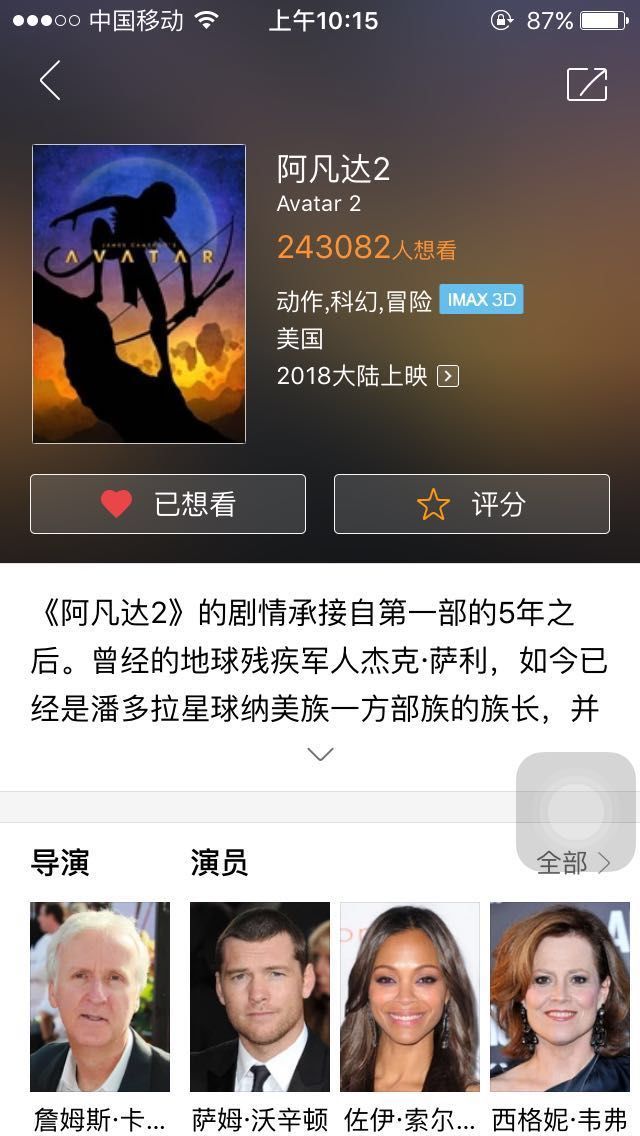 中国移动 上午10:15 87%
JAMES CAMERON'S
AVATAR
阿凡达2
Avatar 2
243082人想看
动作,科幻,冒险 IMAX 3D
美国
2018大陆上映
已想看 评分
《阿凡达2》的剧情承接自第一部的5年之
后。曾经的地球残疾军人杰克·萨利，如今已
经是潘多拉星球纳美族一方部族的族长，并
导演 演员 全部
詹姆斯·卡... 萨姆·沃辛顿 佐伊·索尔... 西格妮·韦弗